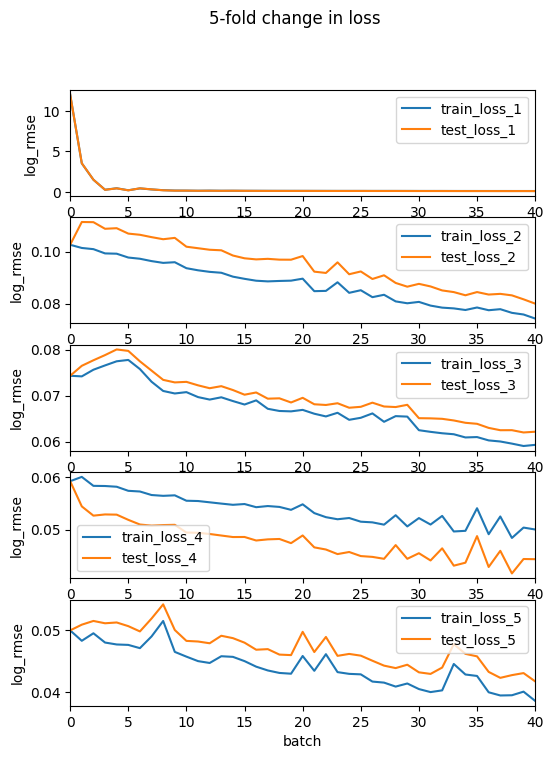 5-fold change in loss
log_rmse
10
5
0
train_loss_1
test_loss_1
0 5 10 15 20 25 30 35 40
log_rmse
0.10
0.08
train_loss_2
test_loss_2
0 5 10 15 20 25 30 35 40
log_rmse
0.08
0.07
0.06
train_loss_3
test_loss_3
0 5 10 15 20 25 30 35 40
log_rmse
0.06
0.05
train_loss_4
test_loss_4
0 5 10 15 20 25 30 35 40
log_rmse
0.05
0.04
train_loss_5
test_loss_5
0 5 10 15 20 25 30 35 40
batch